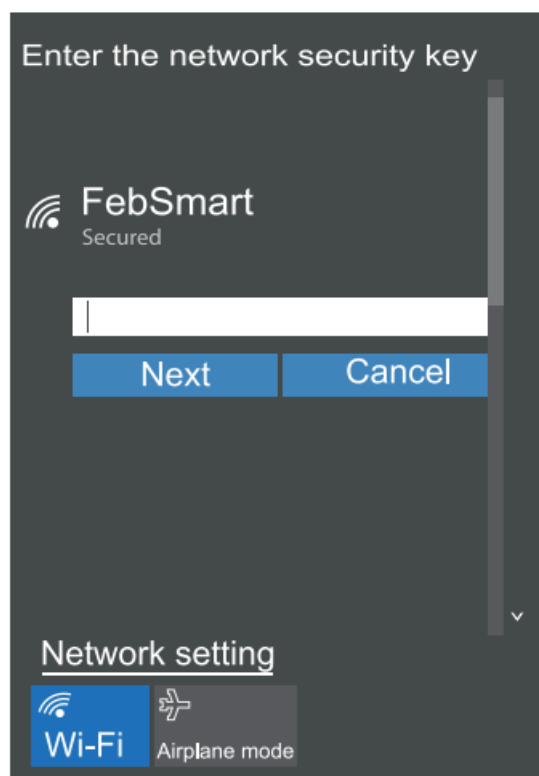 Enter the network security key
FebSmart
Secured
Next Cancel
Network setting
Wi-Fi Airplane mode